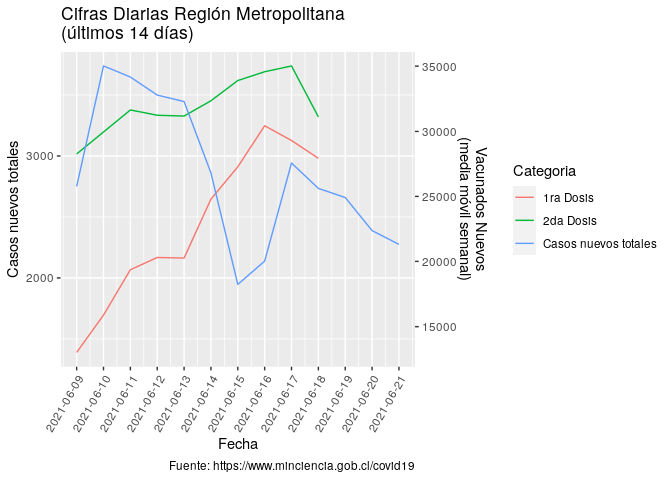 Cifras Diarias Región Metropolitana
(últimos 14 días)
Casos nuevos totales
3000
2000
35000
30000
25000
20000
15000
Vacunados Nuevos
(media móvil semanal)
2021-06-09
2021-06-10
2021-06-11
2021-06-12
2021-06-13
2021-06-14
2021-06-15
2021-06-16
2021-06-17
2021-06-18
2021-06-19
2021-06-20
2021-06-21
Fecha
Categoria
1ra Dosis
2da Dosis
Casos nuevos totales
Fuente: https://www.minciencia.gob.cl/covid19